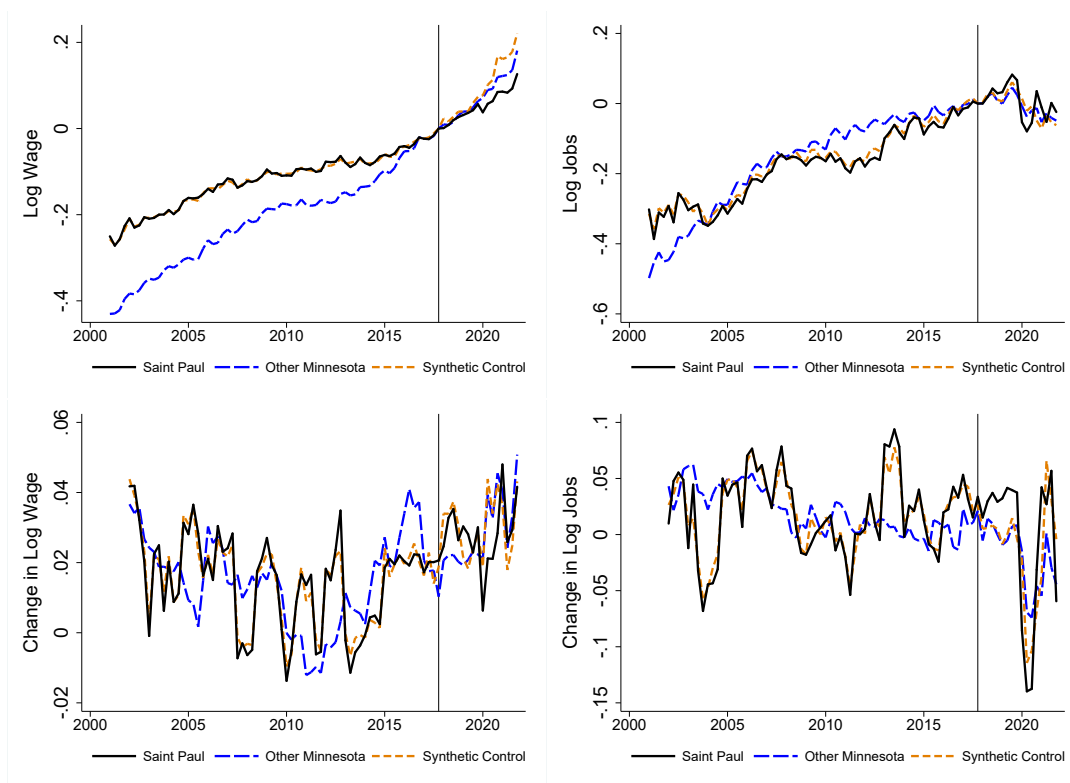 Log Wage
.2
0
-.2
-.4
2000 2005 2010 2015 2020
Saint Paul Other Minnesota Synthetic Control
Log Jobs
.2
0
-.2
-.4
-.6
2000 2005 2010 2015 2020
Saint Paul Other Minnesota Synthetic Control
Change in Log Wage
.06
.04
.02
0
-.02
2000 2005 2010 2015 2020
Saint Paul Other Minnesota Synthetic Control
Change in Log Jobs
.1
.05
0
-.05
-.1
-.15
2000 2005 2010 2015 2020
Saint Paul Other Minnesota Synthetic Control